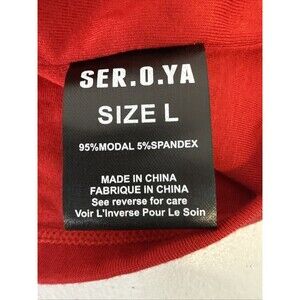 SER.O.YA
SIZE L
95%MODAL 5%SPANDEX
MADE IN CHINA
FABRIQUE IN CHINA
See reverse for care
Voir L'Inverse Pour Le Soin